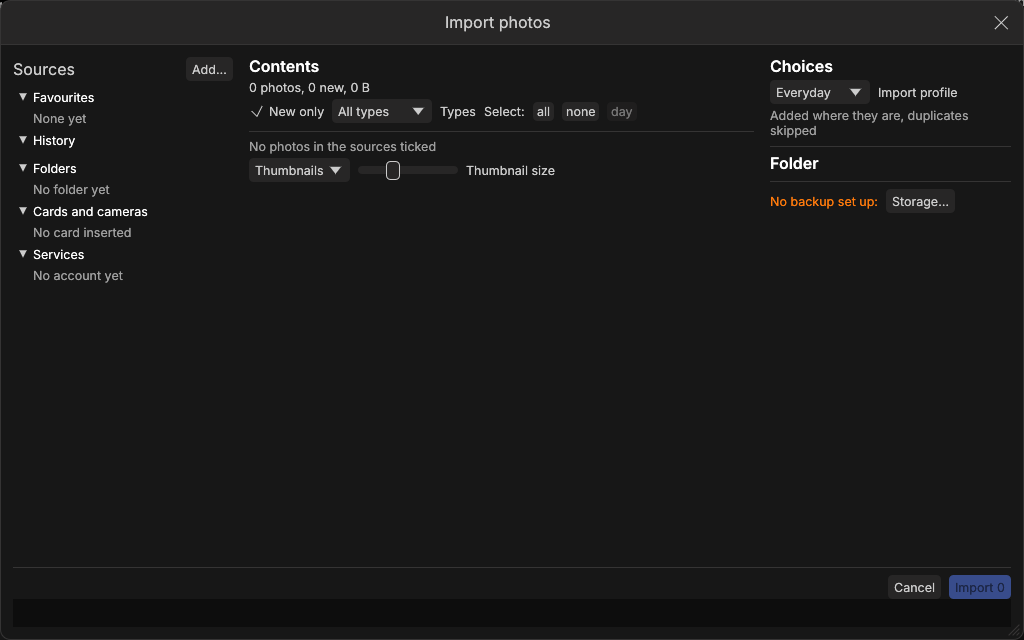 Import photos
Sources
Add...
Favourites
None yet
History
Folders
No folder yet
Cards and cameras
No card inserted
Services
No account yet
Contents
0 photos, 0 new, 0 B
New only All types Types Select: all none day
No photos in the sources ticked
Thumbnails Thumbnail size
Choices
Everyday Import profile
Added where they are, duplicates
skipped
Folder
No backup set up: Storage...
Cancel Import 0